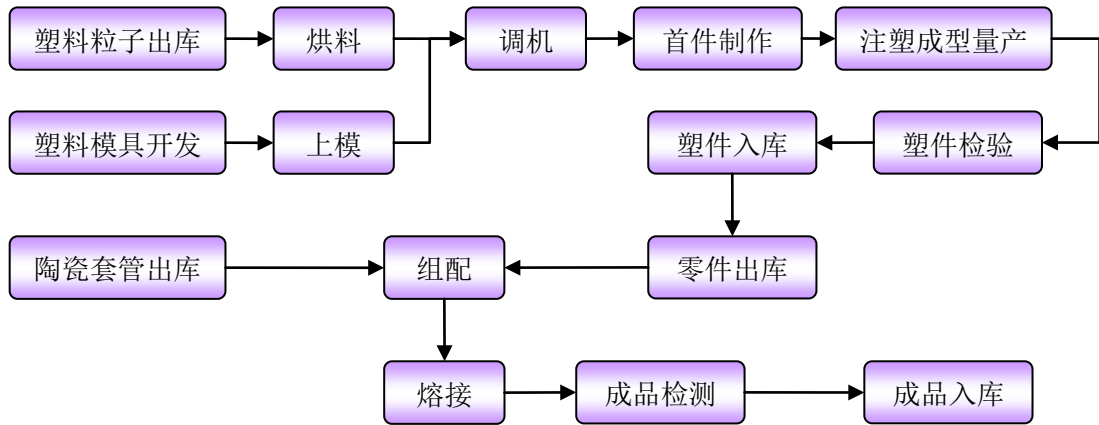 塑料粒子出库
烘料
调机
首件制作
注塑成型量产
塑料模具开发
上模
塑件入库
塑件检验
陶瓷套管出库
组配
零件出库
熔接
成品检测
成品入库